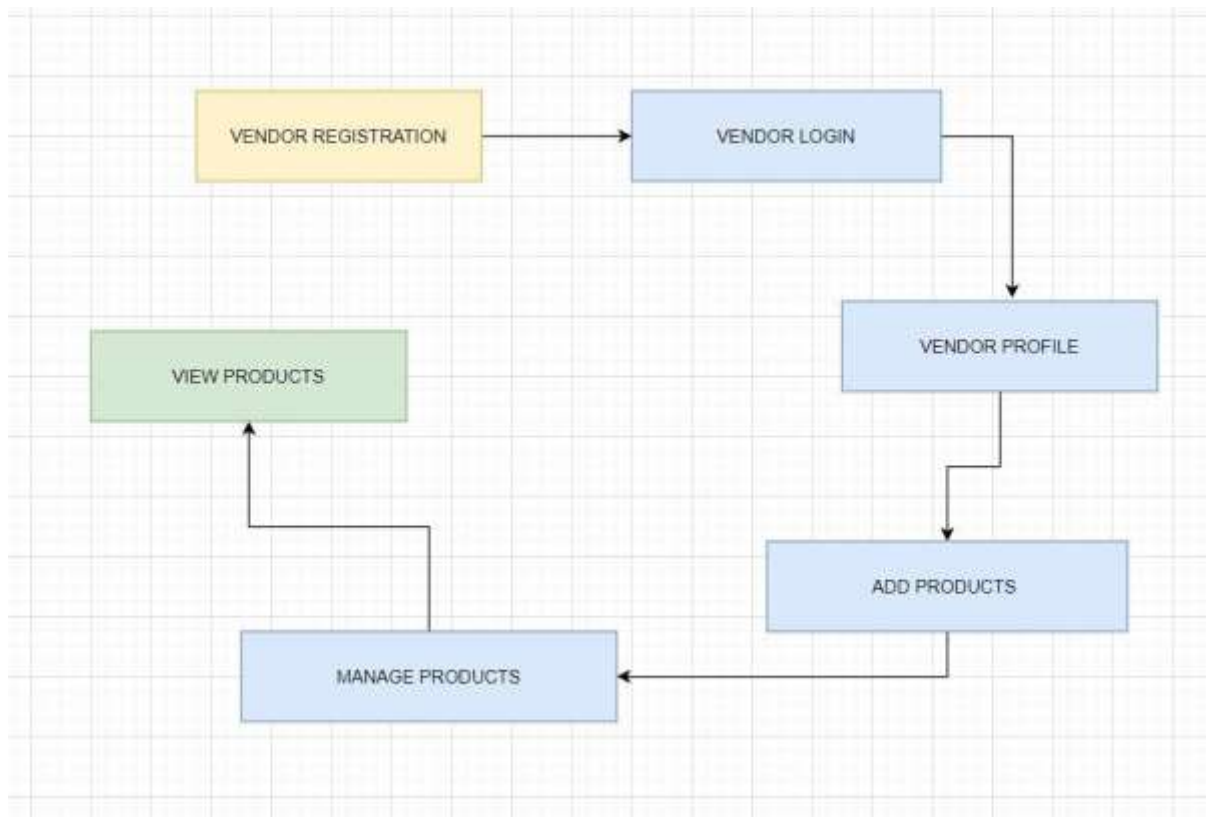 VENDOR REGISTRATION
VENDOR LOGIN
VENDOR PROFILE
VIEW PRODUCTS
ADD PRODUCTS
MANAGE PRODUCTS